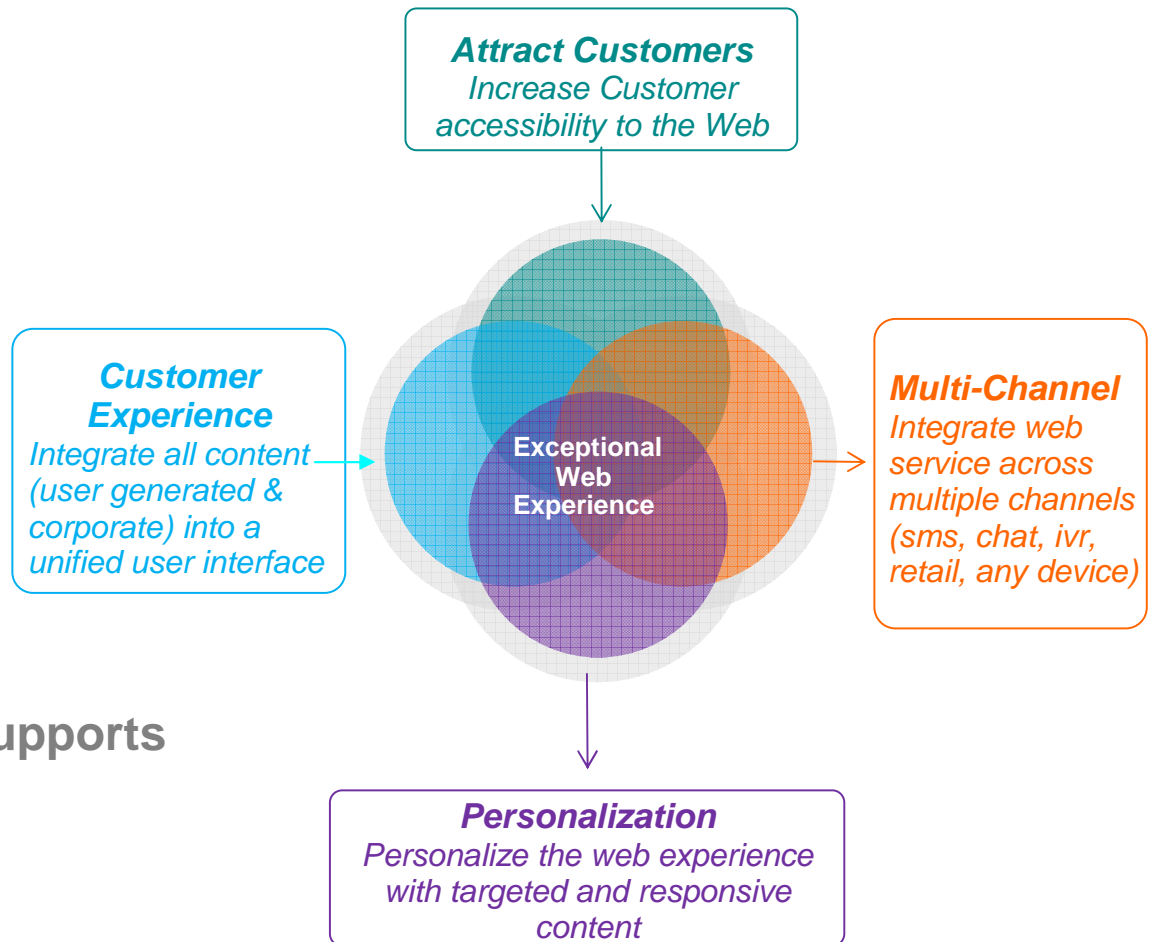 Attract Customers
Increase Customer
accessibility to the Web
Customer
Experience
Integrate all content
(user generated &
corporate) into a
unified user interface
Exceptional
Web
Experience
Multi-Channel
Integrate web
service across
multiple channels
(sms, chat, ivr,
retail, any device)
upports
Personalization
Personalize the web experience
with targeted and responsive
content